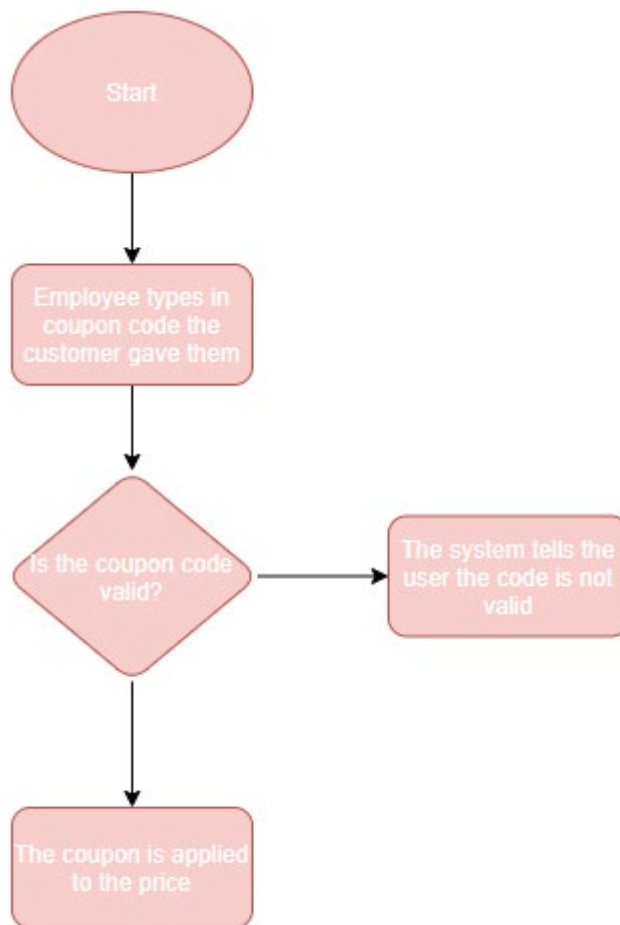 Start
Employee types in
coupon code the
customer gave them
Is the coupon code
valid?
The system tells the
user the code is not
valid
The coupon is applied
to the price